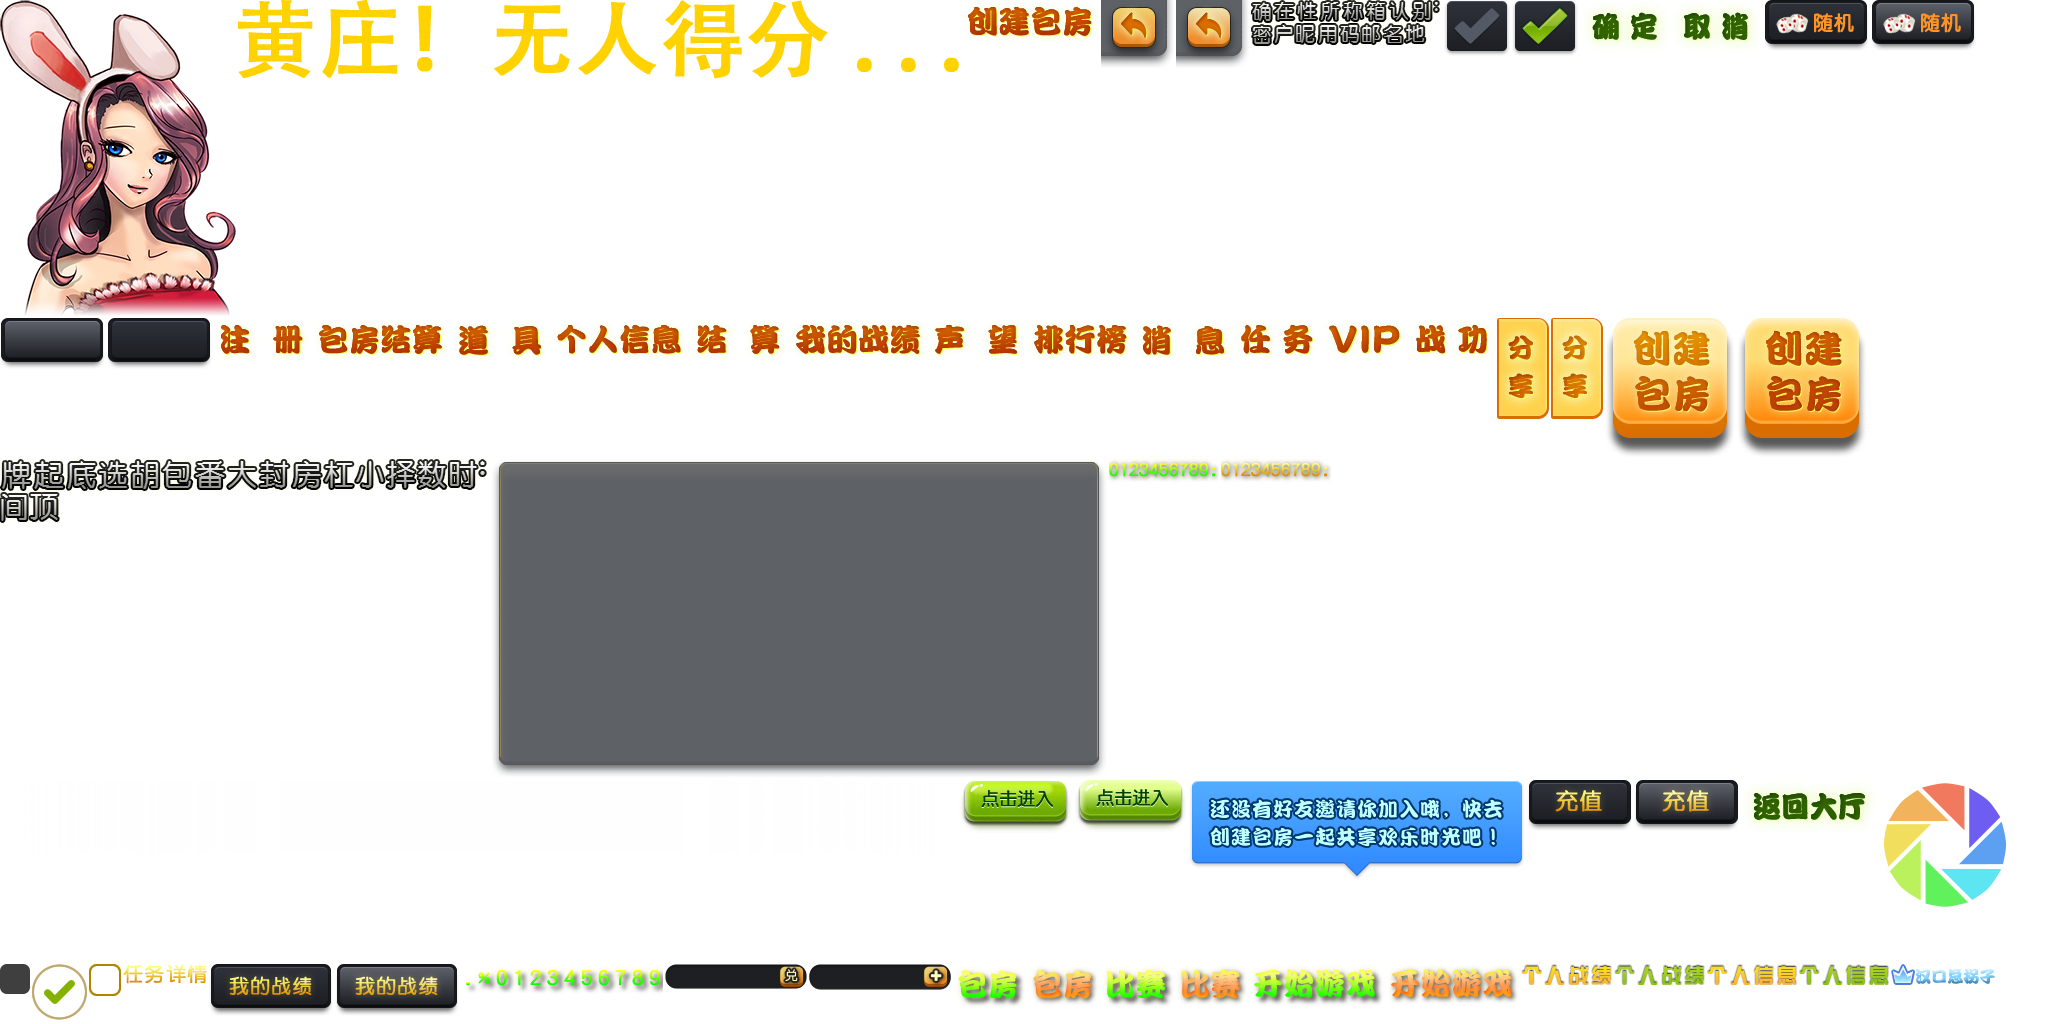 黄庄！无人得分...
创建包房
确在性所称箱认别:
密户昵用码邮名地
确定
取消
随机
随机
注册
包房结算
道具
个人信息
结算
我的战绩
声望
排行榜
消息
任务
VIP
战功
分享
分享
创建
包房
创建
包房
牌起底选胡包番大封房杠小择数时:
间顶
0123456789:
0123456789:
点击进入
点击进入
还没有好友邀请你加入哦，快去
创建包房一起共享欢乐时光吧！
充值
充值
返回大厅
任务详情
我的战绩
我的战绩
.%0123456789
兑
包房
包房
比赛
比赛
开始游戏
开始游戏
个人战绩
个人战绩
个人信息
个人信息
汉口息拐子